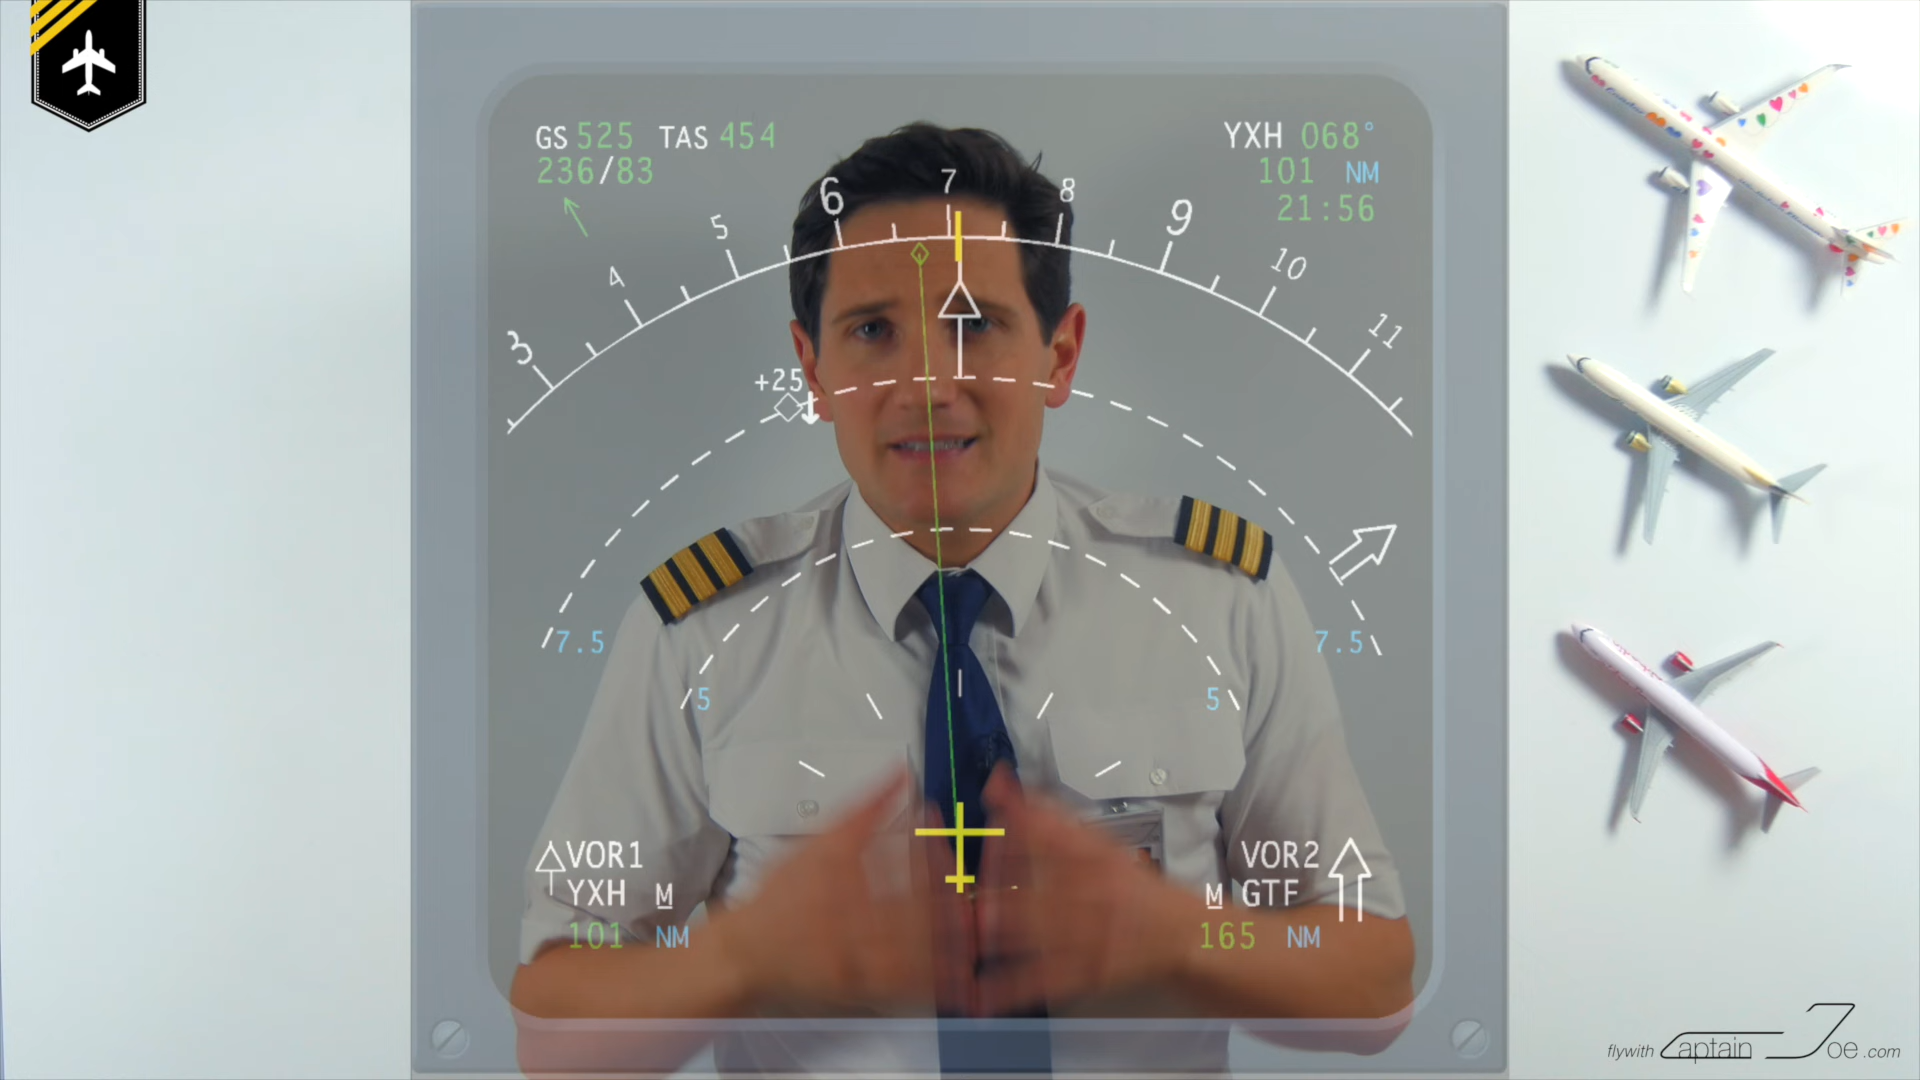 GS 525 TAS 454
236/83
YXH 068°
101 NM
21:56
3 4 5 6 7 8 9 10 11
+25
7.5 7.5
5 5
VOR1
YXH M
101 NM
VOR2
M GTF
165 NM
flywith Captain Joe.com